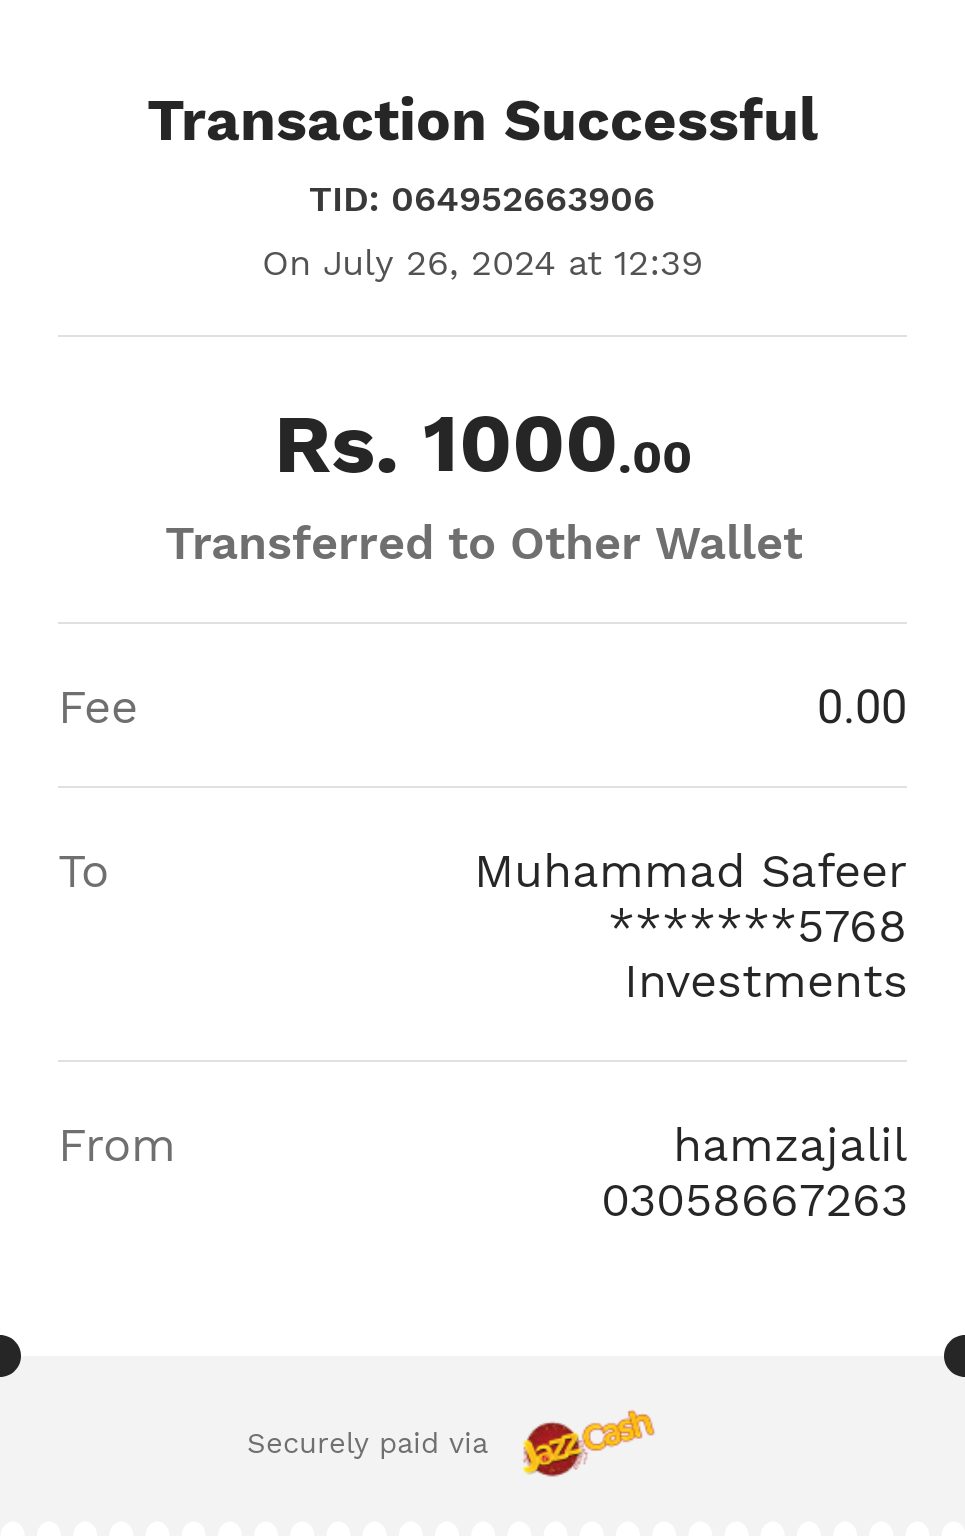 Transaction Successful
TID: 064952663906
On July 26, 2024 at 12:39
Rs. 1000.00
Transferred to Other Wallet
Fee 0.00
To Muhammad Safeer
*******5768
Investments
From hamzajalil
03058667263
Securely paid via JazzCash